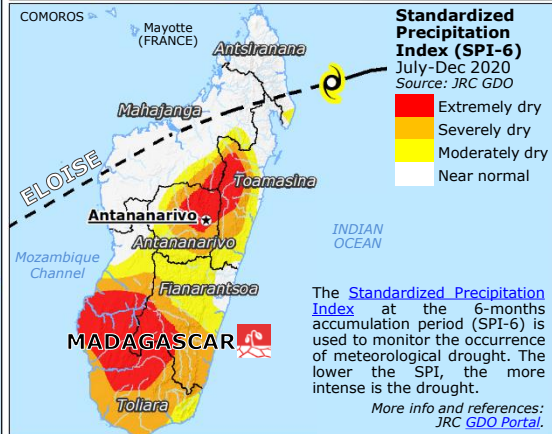 COMOROS
Mayotte
(FRANCE)
Antsiranana
Mahajanga
ELOISE
Toamasina
Antananarivo
Antananarivo
Mozambique
Channel
INDIAN
OCEAN
Fianarantsoa
MADAGASCAR
Toliara
Standardized
Precipitation
Index (SPI-6)
July-Dec 2020
Source: JRC GDO
Extremely dry
Severely dry
Moderately dry
Near normal
The Standardized Precipitation
Index at the 6-months
accumulation period (SPI-6) is
used to monitor the occurrence
of meteorological drought. The
lower the SPI, the more
intense is the drought.
More info and references:
JRC GDO Portal.